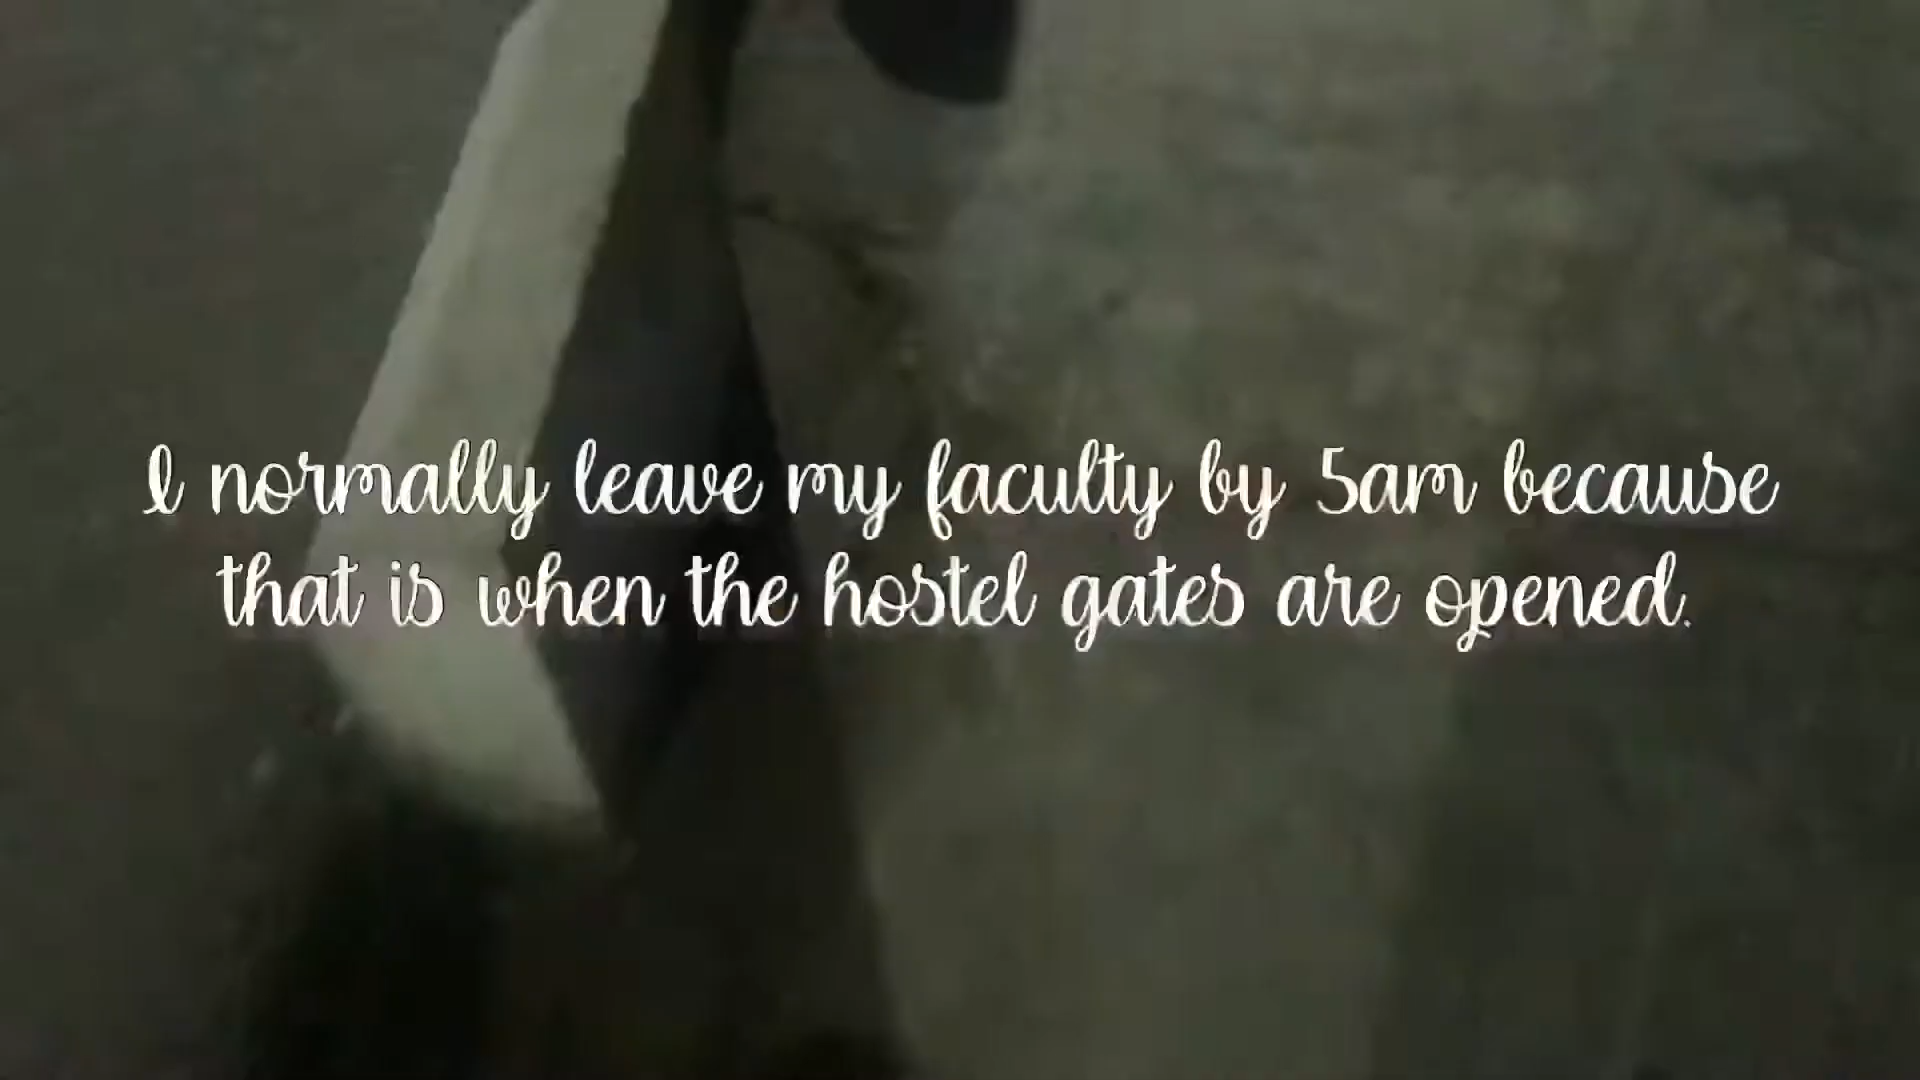 I normally leave my faculty by 5am because
that is when the hostel gates are opened.